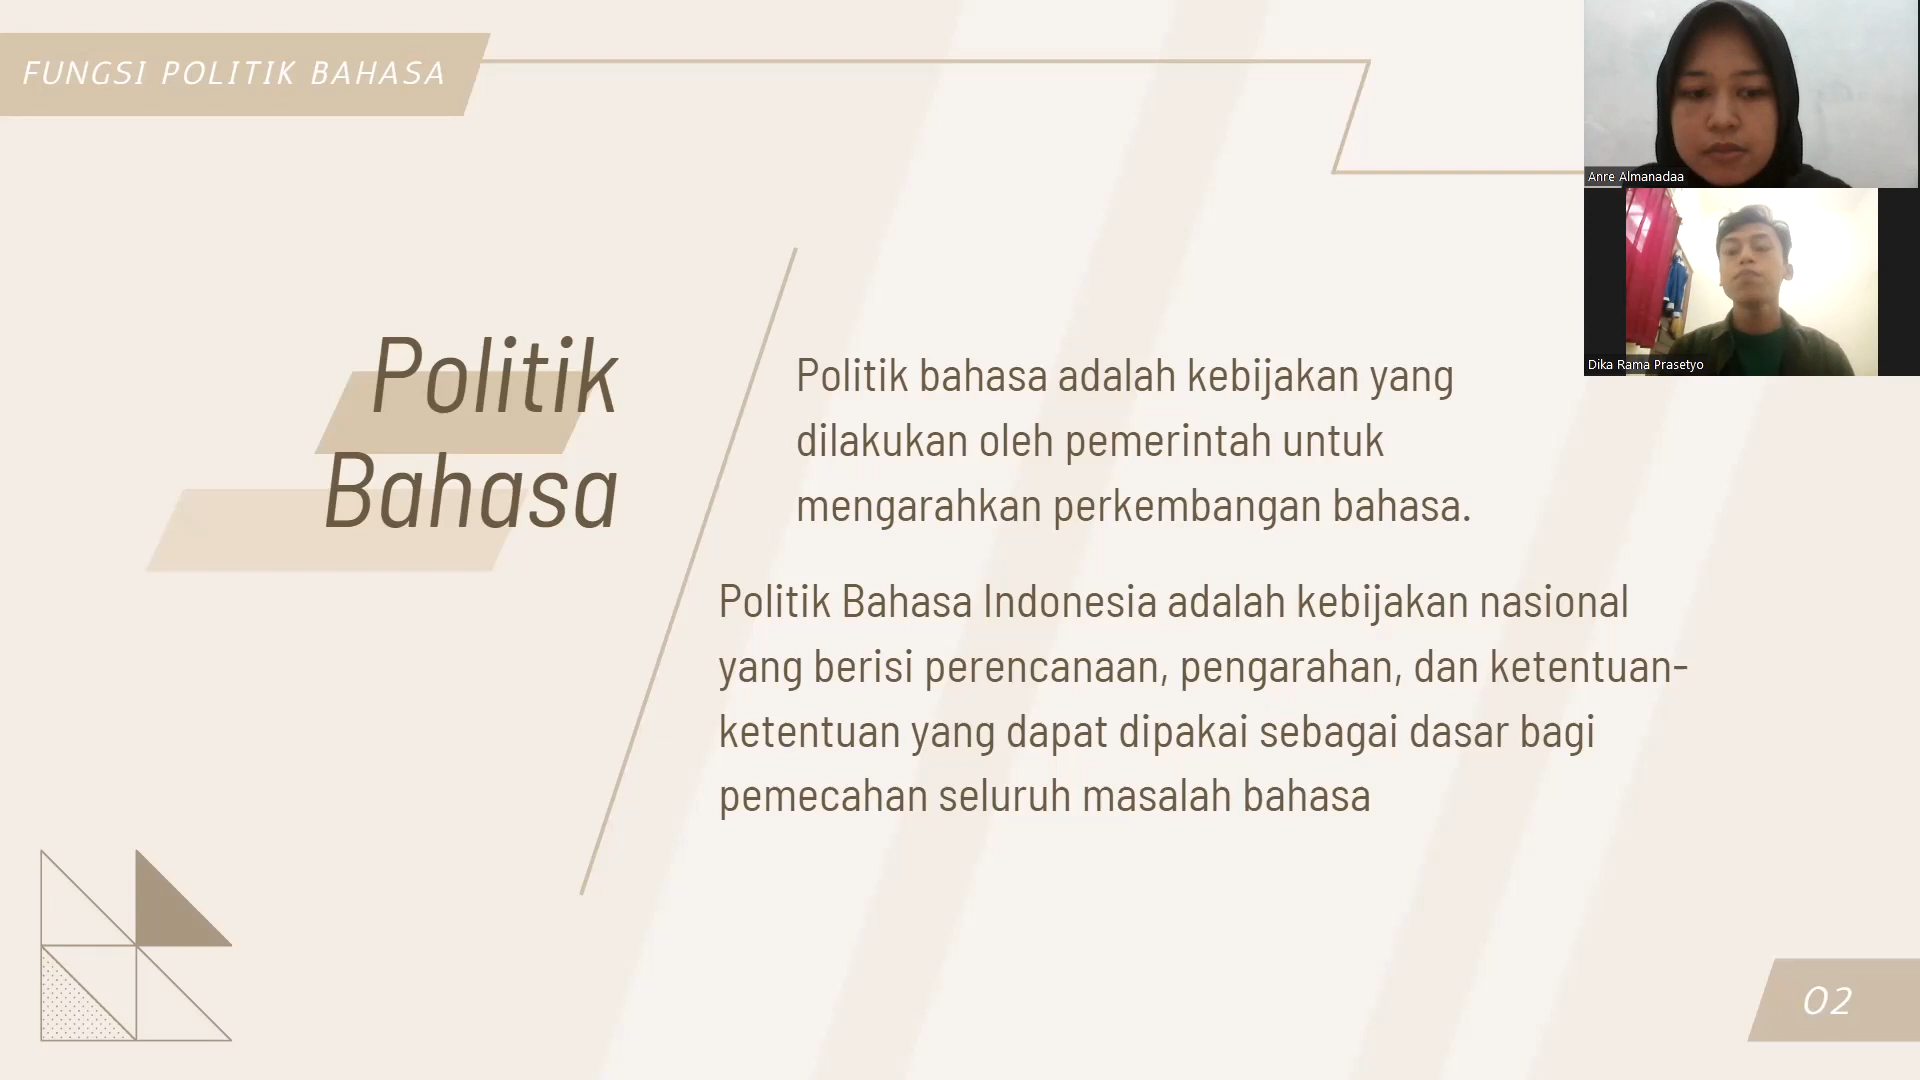 FUNGSI POLITIK BAHASA
Anre Almanadaa
Dika Rama Prasetyo
Politik
Bahasa
Politik bahasa adalah kebijakan yang
dilakukan oleh pemerintah untuk
mengarahkan perkembangan bahasa.
Politik Bahasa Indonesia adalah kebijakan nasional
yang berisi perencanaan, pengarahan, dan ketentuan-
ketentuan yang dapat dipakai sebagai dasar bagi
pemecahan seluruh masalah bahasa
02